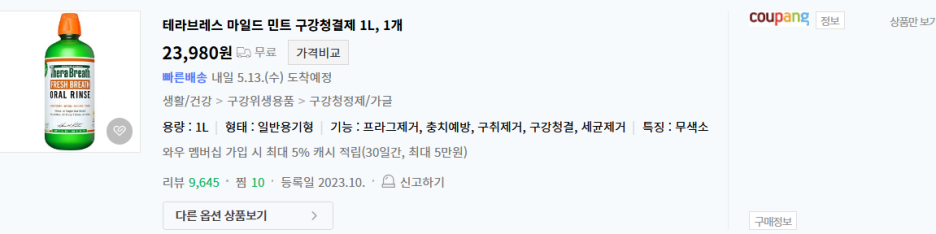 테라브레스 마일드 민트 구강청결제 1L, 1개
23,980원 무료 가격비교
빠른배송 내일 5.13.(수) 도착예정
생활/건강 > 구강위생용품 > 구강청정제/가글
용량 : 1L | 형태 : 일반용기형 | 기능 : 프라그제거, 충치예방, 구취제거, 구강청결, 세균제거 | 특징 : 무색소
와우 멤버십 가입 시 최대 5% 캐시 적립(30일간, 최대 5만원)
리뷰 9,645 · 찜 10 · 등록일 2023.10. · 신고하기
다른 옵션 상품보기 >
TheraBreath
FRESH BREATH
ORAL RINSE
coupang 정보
상품만 보기
구매정보